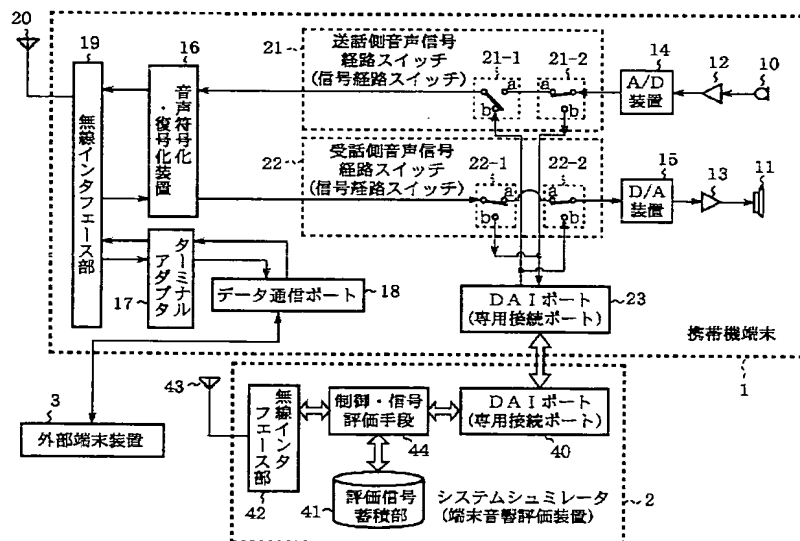 20
19
16
21
送話側音声信号
経路スイッチ
(信号経路スイッチ)
21-1
21-2
14
12
10
a
a
b
b
A/D
装置
無線インタフェース部
音声符号化
・復号化装置
22
受話側音声信号
経路スイッチ
(信号経路スイッチ)
22-1
22-2
15
13
11
a
a
b
b
D/A
装置
ターミナル
アダプタ
17
データ通信ポート
18
DAIポート
(専用接続ポート)
23
携帯機端末
1
43
3
外部端末装置
無線インタ
フェース部
42
制御・信号
評価手段
44
DAIポート
(専用接続ポート)
40
41
評価信号
蓄積部
システムシュミレータ
(端末音響評価装置)
2